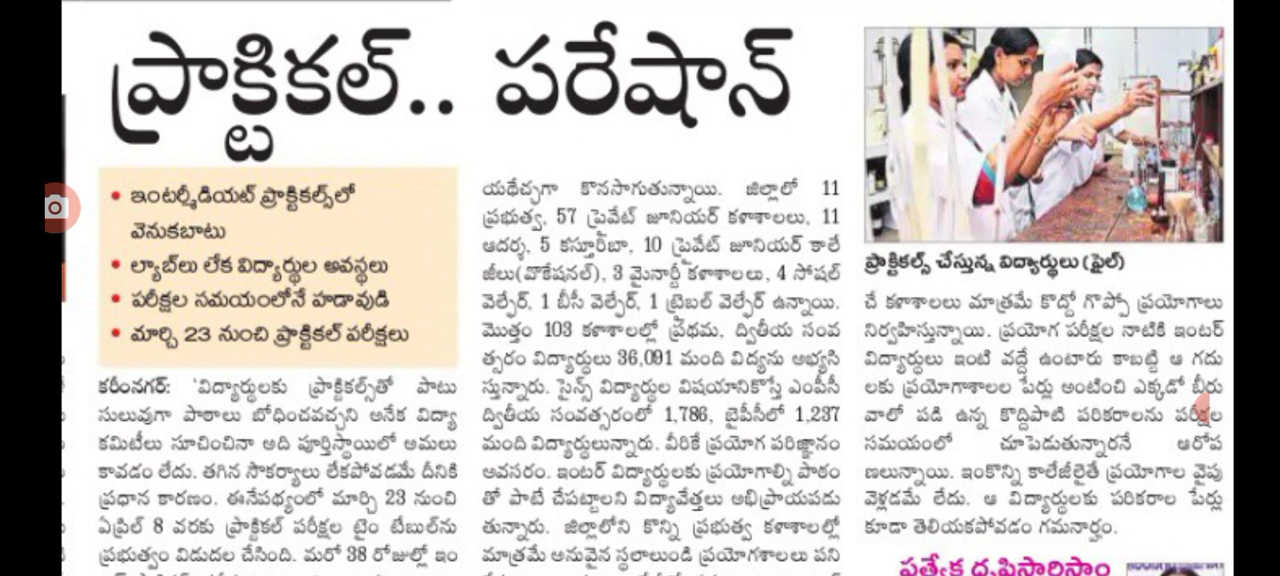 ప్రాక్టికల్.. పరేషాన్
• ఇంటర్మీడియట్ ప్రాక్టికల్స్‌లో
వెనుకబాటు
• ల్యాబ్‌లు లేక విద్యార్థుల అవస్థలు
• పరీక్షల సమయంలోనే హడావుడి
• మార్చి 23 నుంచి ప్రాక్టికల్ పరీక్షలు
కరీంనగర్: 'విద్యార్థులకు ప్రాక్టికల్స్‌తో పాటు
సులువుగా పాఠాలు బోధించవచ్చని అనేక విద్యా
కమిటీలు సూచించినా అది పూర్తిస్థాయిలో అమలు
కావడం లేదు. తగిన సౌకర్యాలు లేకపోవడమే దీనికి
ప్రధాన కారణం. ఈనేపథ్యంలో మార్చి 23 నుంచి
ఏప్రిల్ 8 వరకు ప్రాక్టికల్ పరీక్షల టైం టేబుల్‌ను
ప్రభుత్వం విడుదల చేసింది. మరో 38 రోజుల్లో ఇం
యథేచ్ఛగా కొనసాగుతున్నాయి. జిల్లాలో 11
ప్రభుత్వ, 57 ప్రైవేట్ జూనియర్ కళాశాలలు, 11
ఆదర్శ, 5 కస్తూరిబా, 10 ప్రైవేట్ జూనియర్ కాలే
జీలు(వొకేషనల్), 3 మైనార్టీ కళాశాలలు, 4 సోషల్
వెల్ఫేర్, 1 బీసీ వెల్ఫేర్, 1 ట్రైబల్ వెల్ఫేర్ ఉన్నాయి.
మొత్తం 103 కళాశాలల్లో ప్రథమ, ద్వితీయ సంవ
త్సరం విద్యార్థులు 36,091 మంది విద్యను అభ్యసి
స్తున్నారు. సైన్స్ విద్యార్థుల విషయానికొస్తే ఎంపీసీ
ద్వితీయ సంవత్సరంలో 1,786, బైపీసీలో 1,237
మంది విద్యార్థులున్నారు. వీరికే ప్రయోగ పరిజ్ఞానం
అవసరం. ఇంటర్ విద్యార్థులకు ప్రయోగాల్ని పాఠం
తో పాటే చేపట్టాలని విద్యావేత్తలు అభిప్రాయపడు
తున్నారు. జిల్లాలోని కొన్ని ప్రభుత్వ కళాశాలల్లో
మాత్రమే అనువైన స్థలాలుండి ప్రయోగశాలలు పని
ప్రాక్టికల్స్ చేస్తున్న విద్యార్థులు (ఫైల్)
చే కళాశాలలు మాత్రమే కొద్దో గొప్పో ప్రయోగాలు
నిర్వహిస్తున్నాయి. ప్రయోగ పరీక్షల నాటికి ఇంటర్
విద్యార్థులు ఇంటి వద్దే ఉంటారు కాబట్టి ఆ గదు
లకు ప్రయోగాశాలల పేర్లు అంటించి ఎక్కడో బీరు
వాలో పడి ఉన్న కొద్దిపాటి పరికరాలను పరీక్షల
సమయంలో చూపెడుతున్నారనే ఆరోప
ణలున్నాయి. ఇంకొన్ని కాలేజీలైతే ప్రయోగాల వైపు
వెళ్లడమే లేదు. ఆ విద్యార్థులకు పరికరాల పేర్లు
కూడా తెలియకపోవడం గమనార్హం.